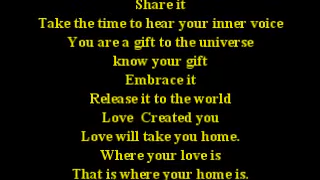 Share it
Take the time to hear your inner voice
You are a gift to the universe
know your gift
Embrace it
Release it to the world
Love Created you
Love will take you home.
Where your love is
That is where your home is.